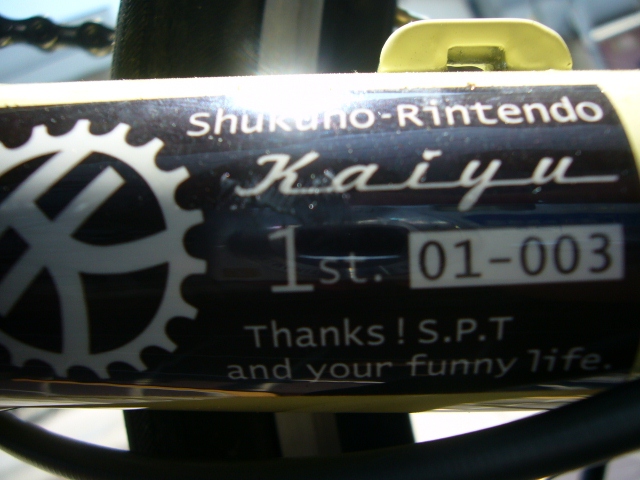 Shukuno-Rintendo
Kaiyu
1st. 01-003
Thanks! S.P.T
and your funny life.